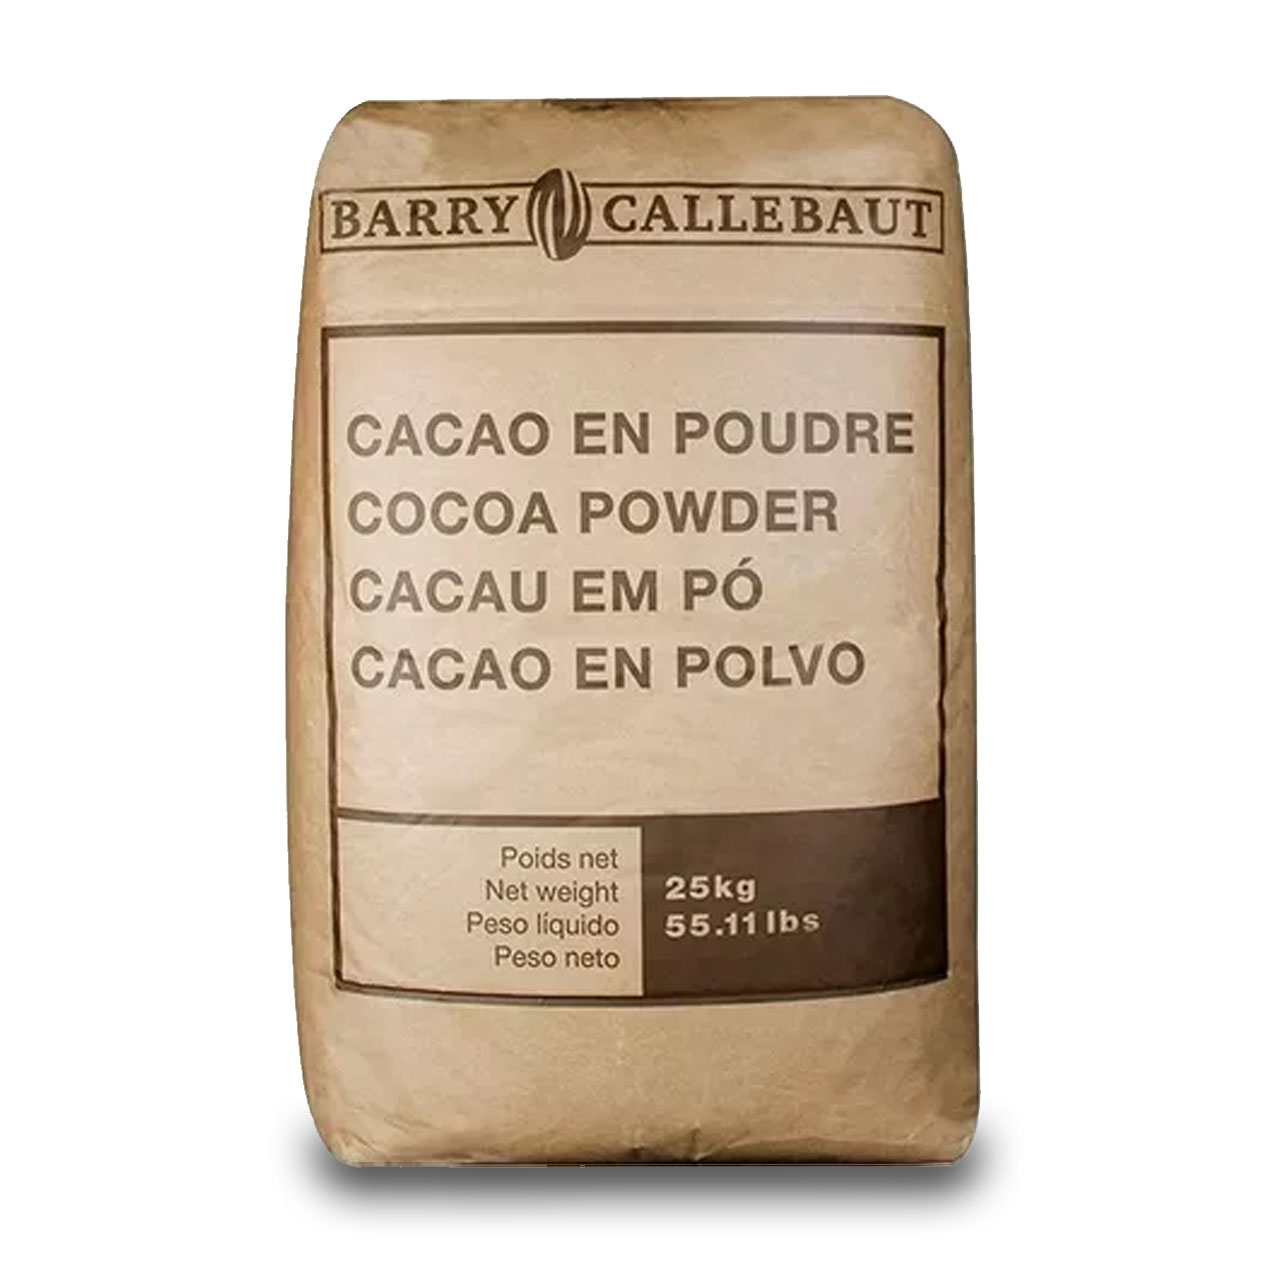 BARRY CALLEBAUT
CACAO EN POUDRE
COCOA POWDER
CACAU EM PÓ
CACAO EN POLVO
Poids net
Net weight
Peso líquido
Peso neto
25kg
55.11 lbs